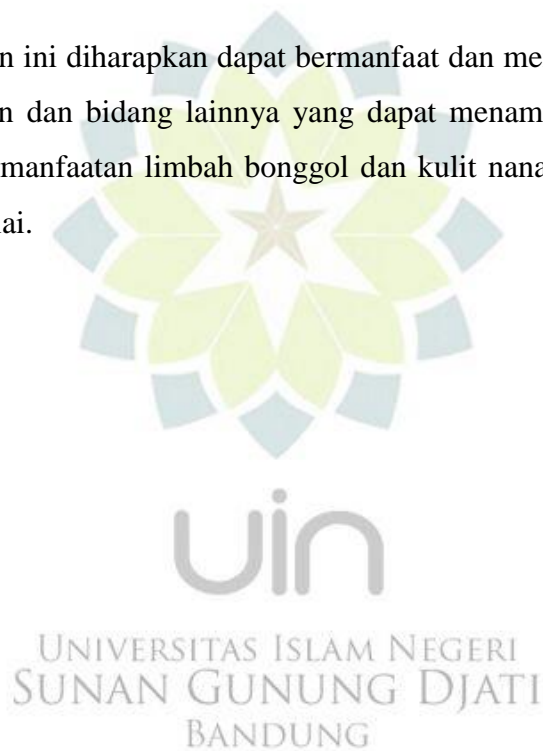 n ini diharapkan dapat bermanfaat dan me
n dan bidang lainnya yang dapat menam
manfaatan limbah bonggol dan kulit nana
ai.
uin
UNIVERSITAS ISLAM NEGERI
SUNAN GUNUNG DJATI
BANDUNG